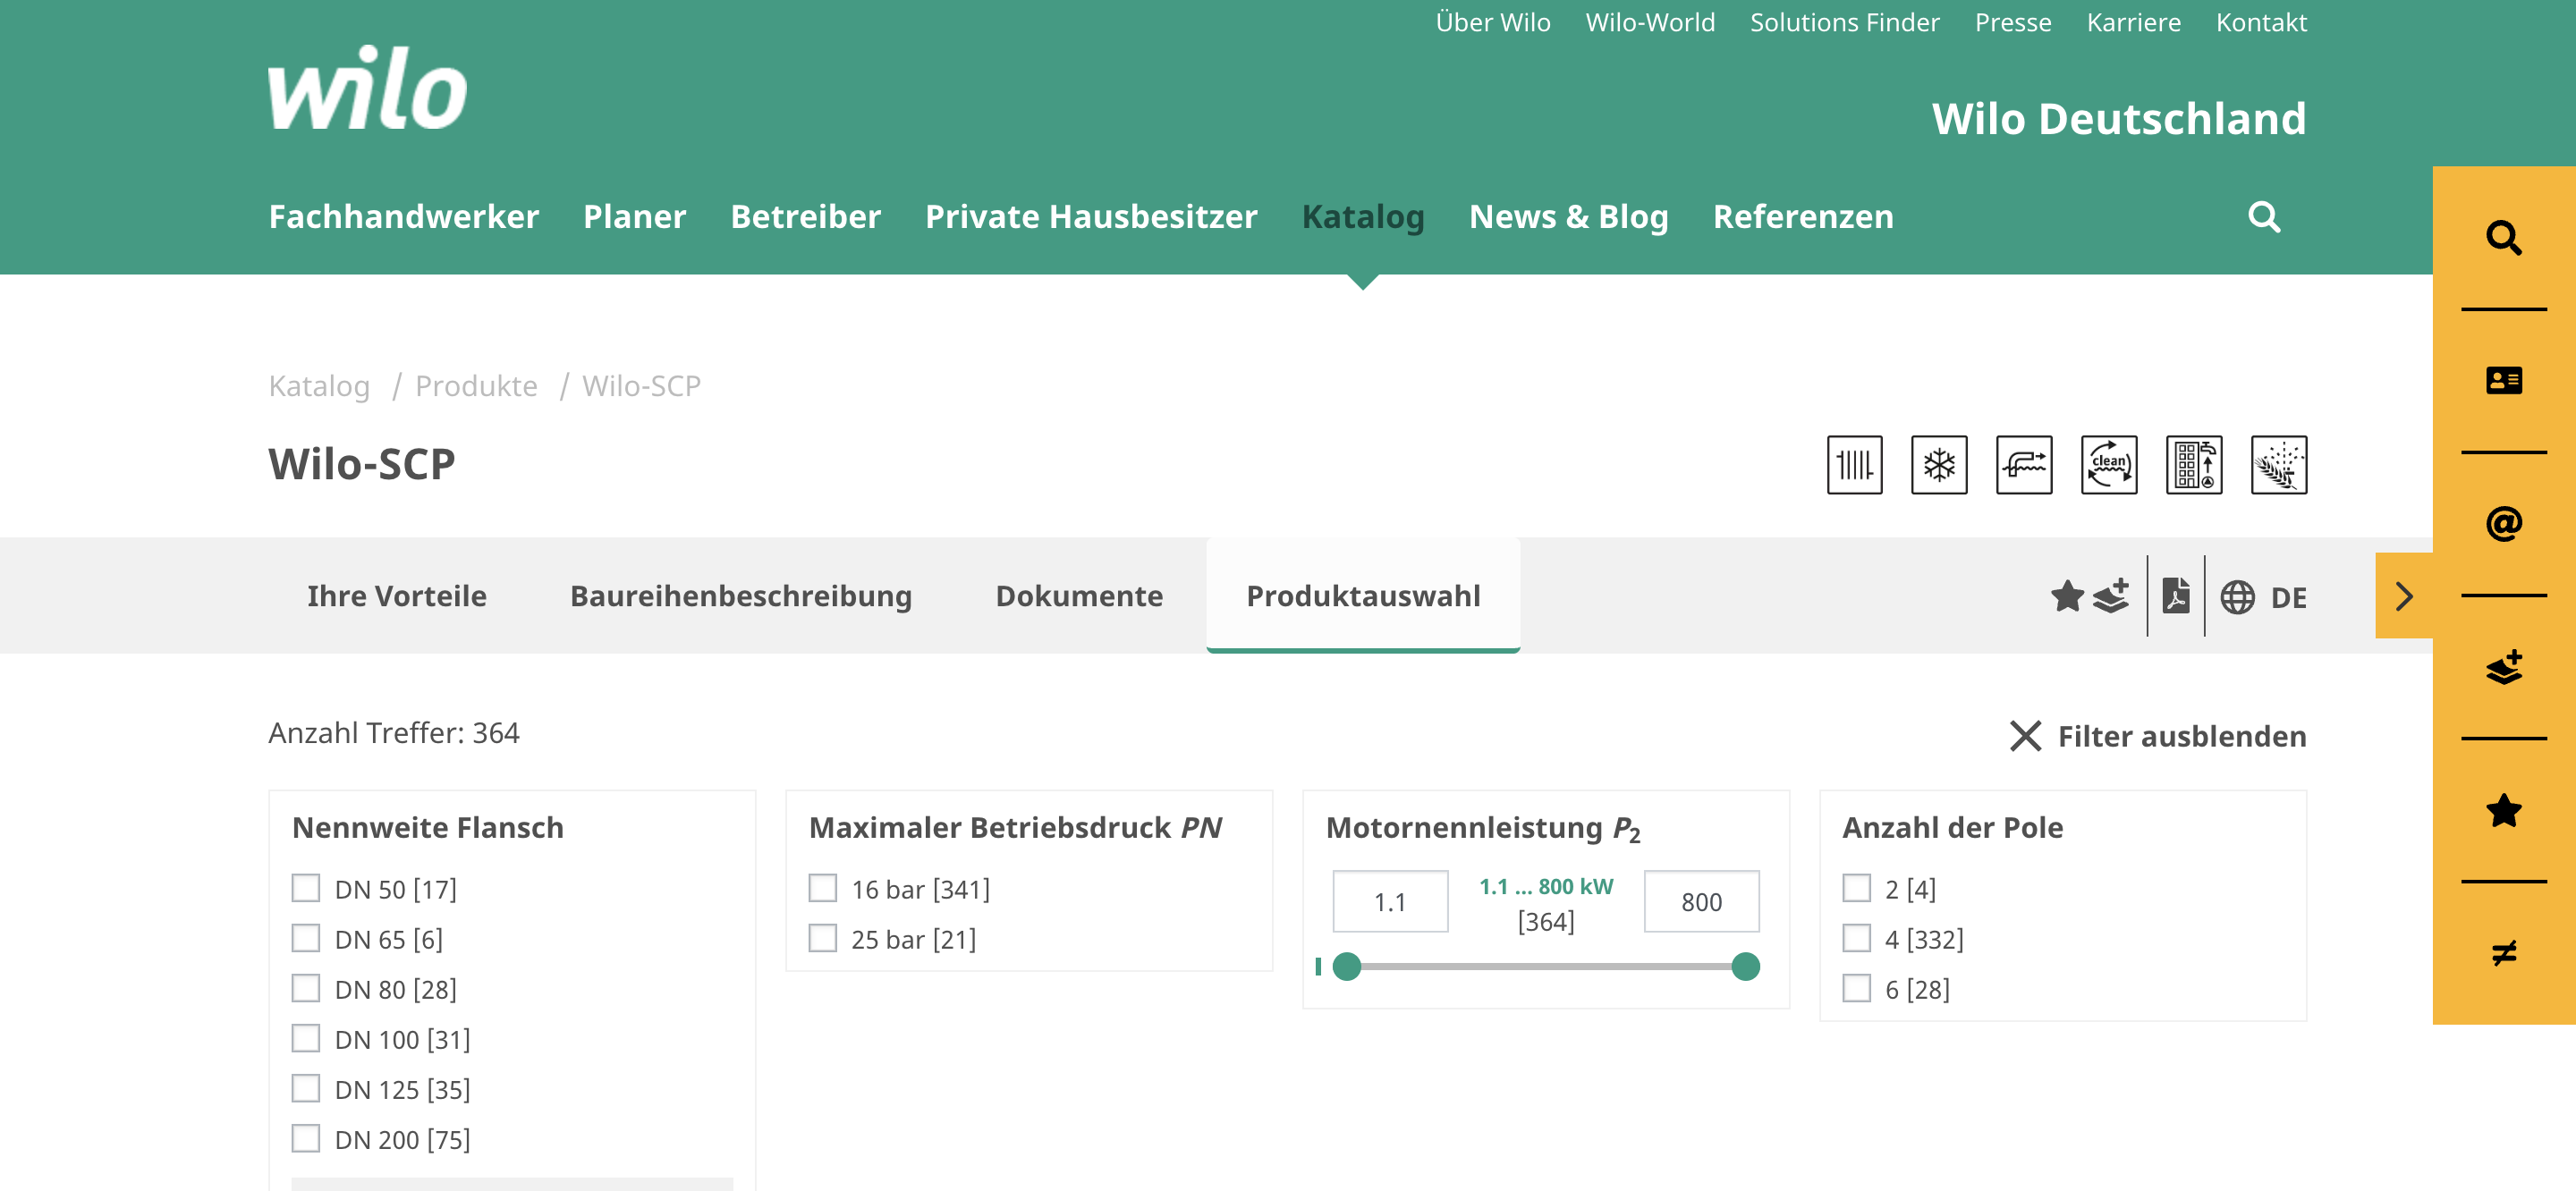 Über Wilo Wilo-World Solutions Finder Presse Karriere Kontakt
wilo
Wilo Deutschland
Fachhandwerker Planer Betreiber Private Hausbesitzer Katalog News & Blog Referenzen
Katalog / Produkte / Wilo-SCP
Wilo-SCP
clean
Ihre Vorteile Baureihenbeschreibung Dokumente Produktauswahl DE
Anzahl Treffer: 364
Filter ausblenden
Nennweite Flansch
DN 50 [17]
DN 65 [6]
DN 80 [28]
DN 100 [31]
DN 125 [35]
DN 200 [75]
Maximaler Betriebsdruck PN
16 bar [341]
25 bar [21]
Motornennleistung P2
1.1
1.1 ... 800 kW
[364]
800
Anzahl der Pole
2 [4]
4 [332]
6 [28]